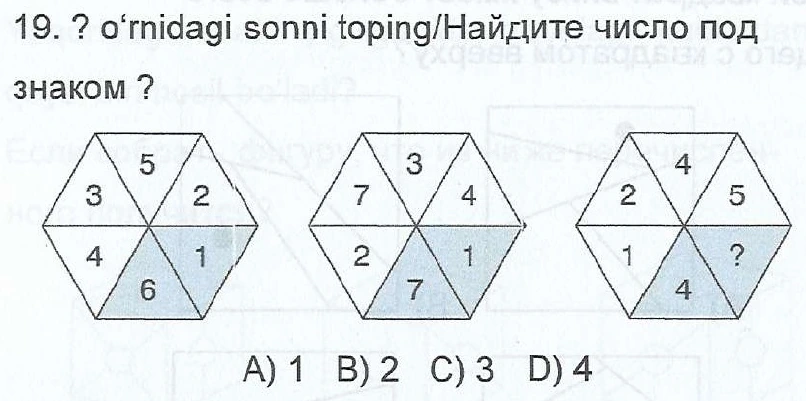 19. ? o‘rnidagi sonni toping/Найдите число под
знаком ?
5 3 4
3 2 7 4 2 5
4 1 2 1 1 ?
6 7 4
A) 1 B) 2 C) 3 D) 4